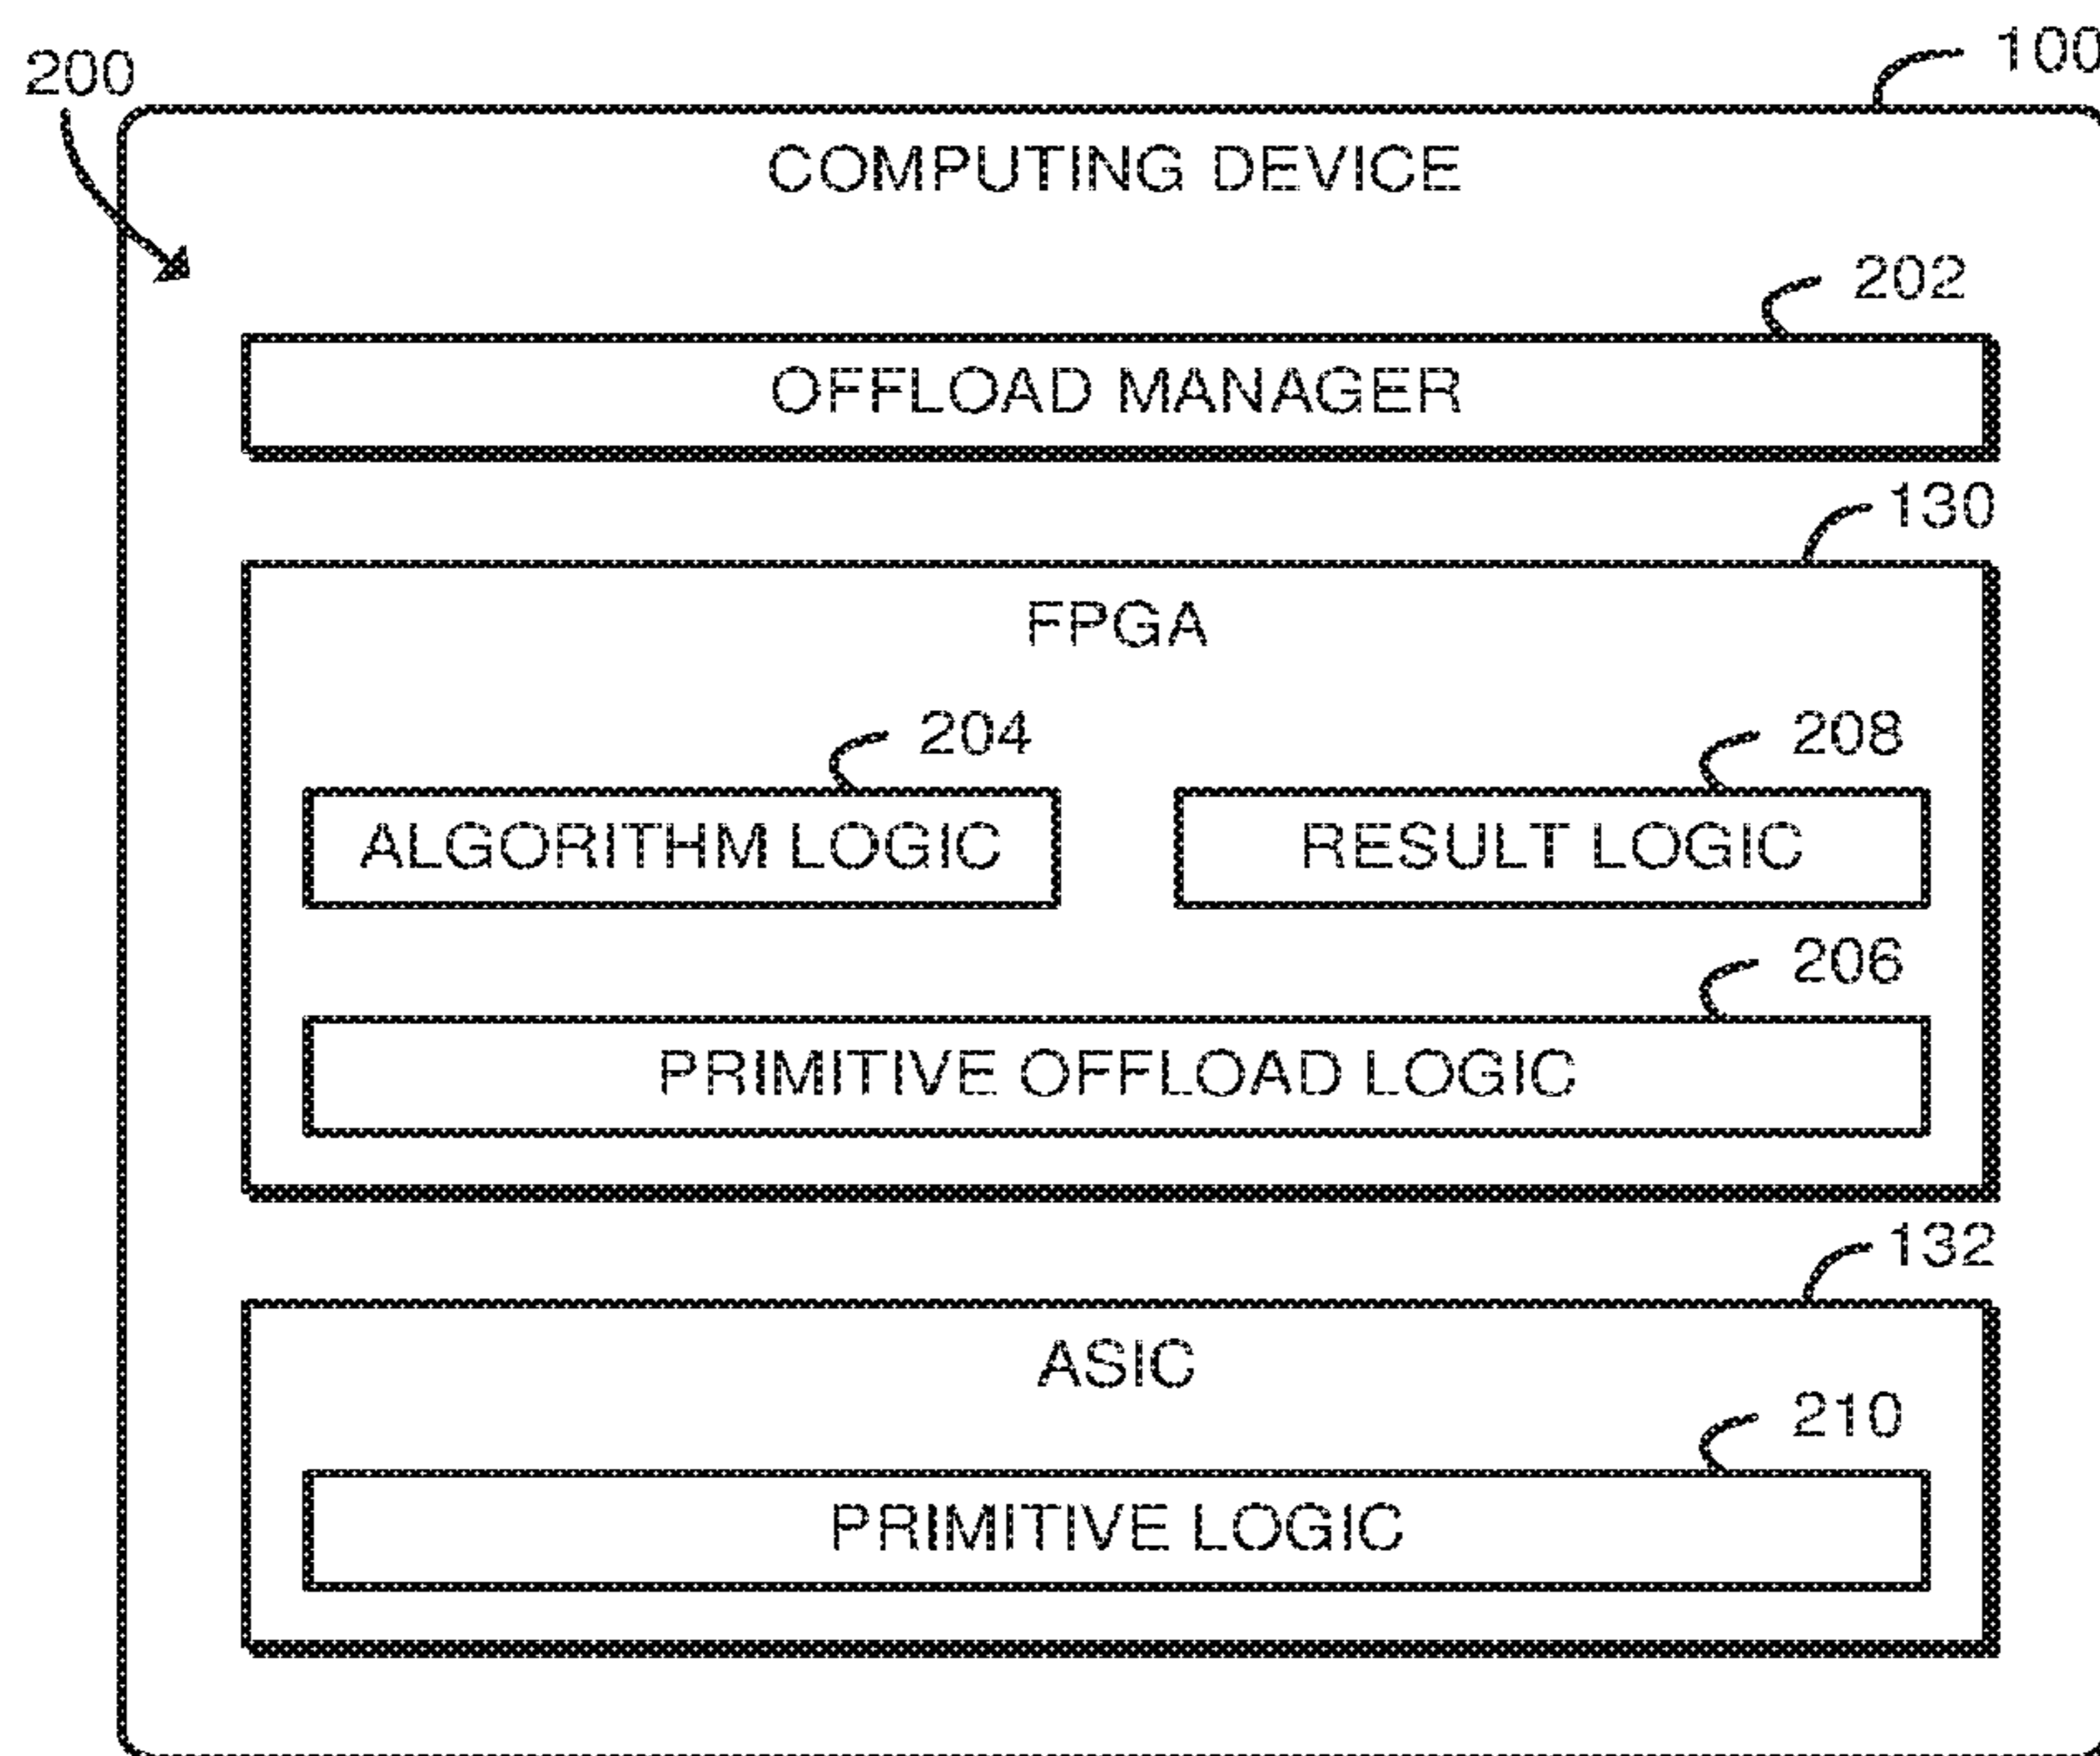 200
100
COMPUTING DEVICE
202
OFFLOAD MANAGER
130
FPGA
204
208
ALGORITHM LOGIC
RESULT LOGIC
206
PRIMITIVE OFFLOAD LOGIC
132
ASIC
210
PRIMITIVE LOGIC